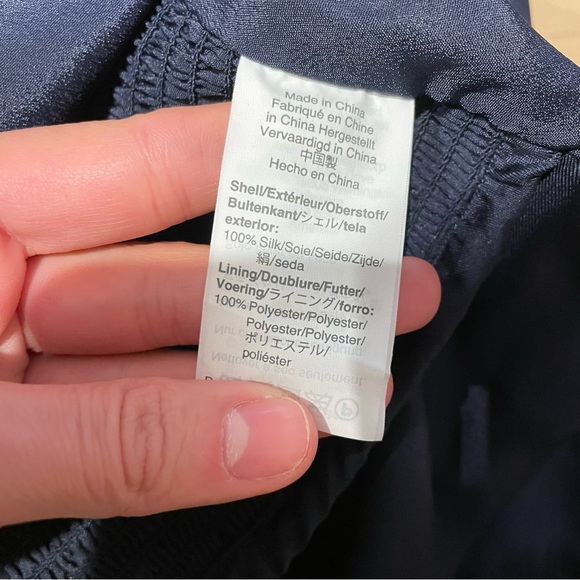 Made in China
Fabriqué en Chine
in China Hergestellt
Vervaardigd in China
中国製
Hecho en China
Shell/Extérieur/Oberstoff/
Buitenkant/シェル/tela
exterior:
100% Silk/Soie/Seide/Zijde/
絹/seda
Lining/Doublure/Futter/
Voering/ライニング/forro:
100% Polyester/Polyester/
Polyester/Polyester/
ポリエステル/
poliéster